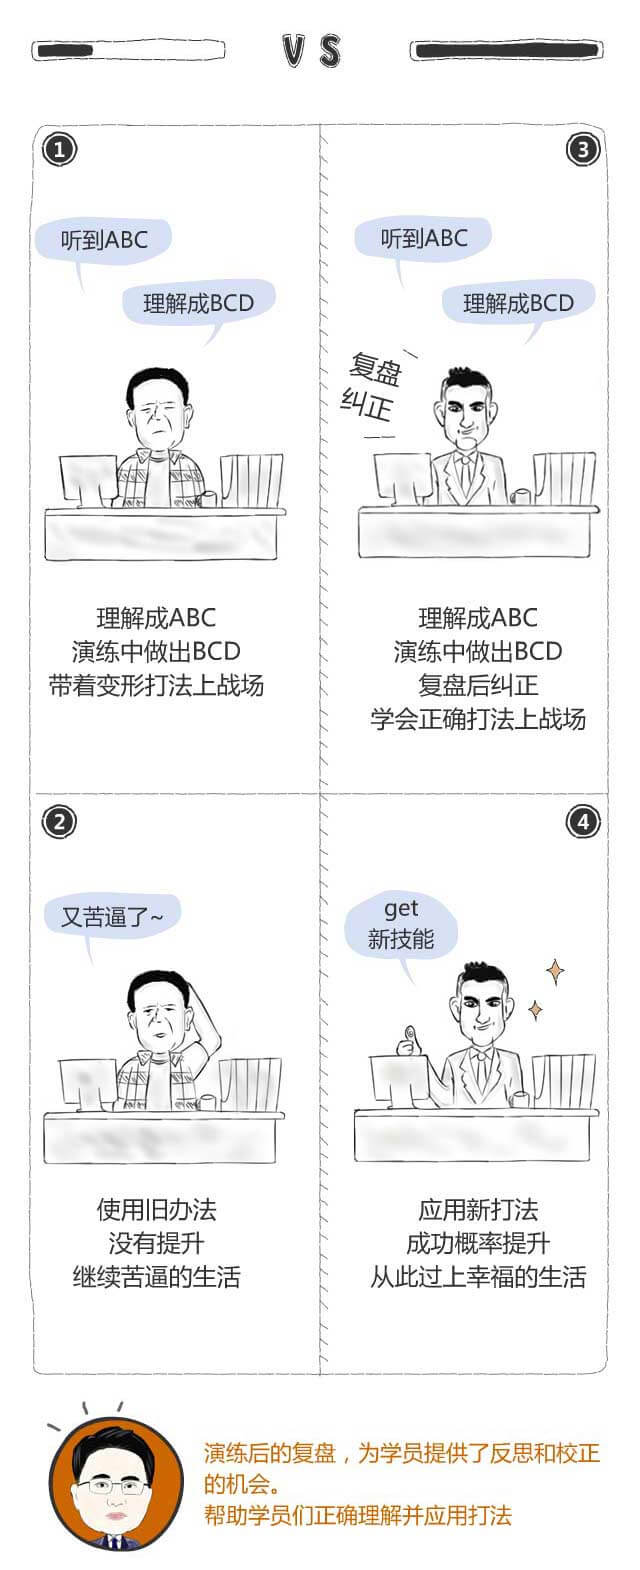 VS
1
听到ABC
理解成BCD
理解成ABC
演练中做出BCD
带着变形打法上战场
3
听到ABC
理解成BCD
复盘
纠正
理解成ABC
演练中做出BCD
复盘后纠正
学会正确打法上战场
2
又苦逼了~
使用旧办法
没有提升
继续苦逼的生活
4
get
新技能
应用新打法
成功概率提升
从此过上幸福的生活
演练后的复盘，为学员提供了反思和校正
的机会。
帮助学员们正确理解并应用打法